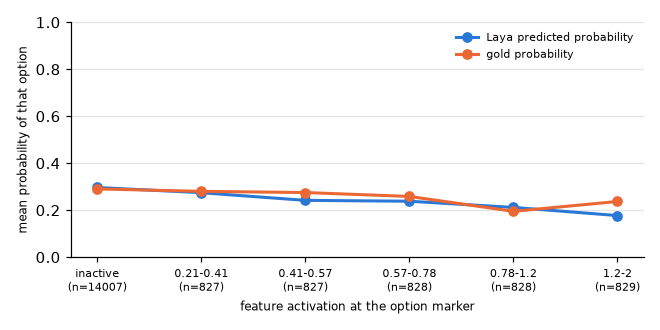 1.0
0.8
0.6
0.4
0.2
0.0
mean probability of that option
Laya predicted probability
gold probability
inactive
(n=14007)
0.21-0.41
(n=827)
0.41-0.57
(n=827)
0.57-0.78
(n=828)
0.78-1.2
(n=828)
1.2-2
(n=829)
feature activation at the option marker